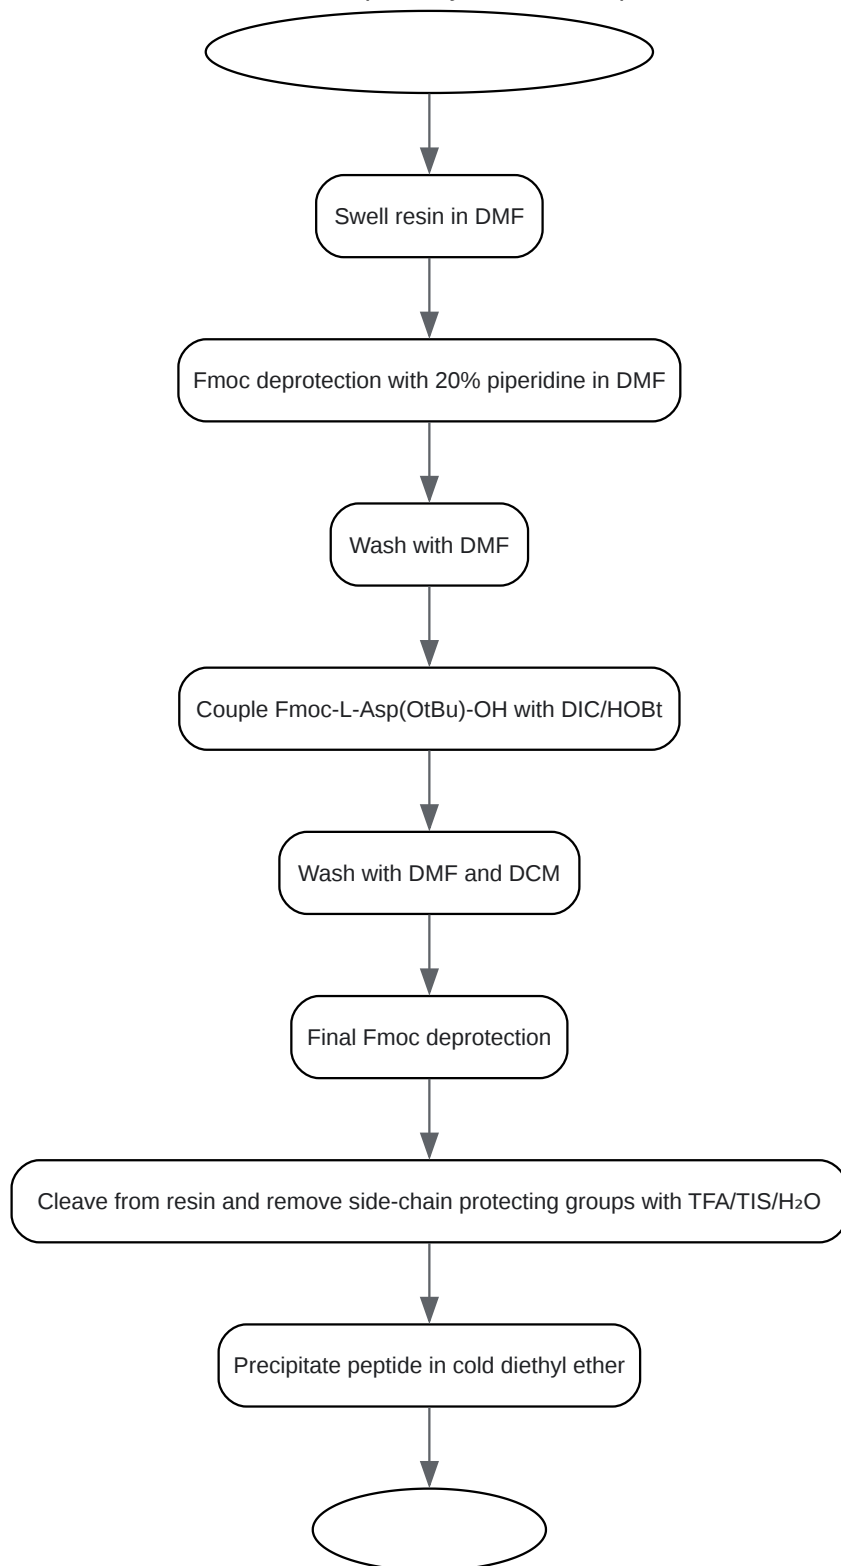 Swell resin in DMF
Fmoc deprotection with 20% piperidine in DMF
Wash with DMF
Couple Fmoc-L-Asp(OtBu)-OH with DIC/HOBt
Wash with DMF and DCM
Final Fmoc deprotection
Cleave from resin and remove side-chain protecting groups with TFA/TIS/H₂O
Precipitate peptide in cold diethyl ether